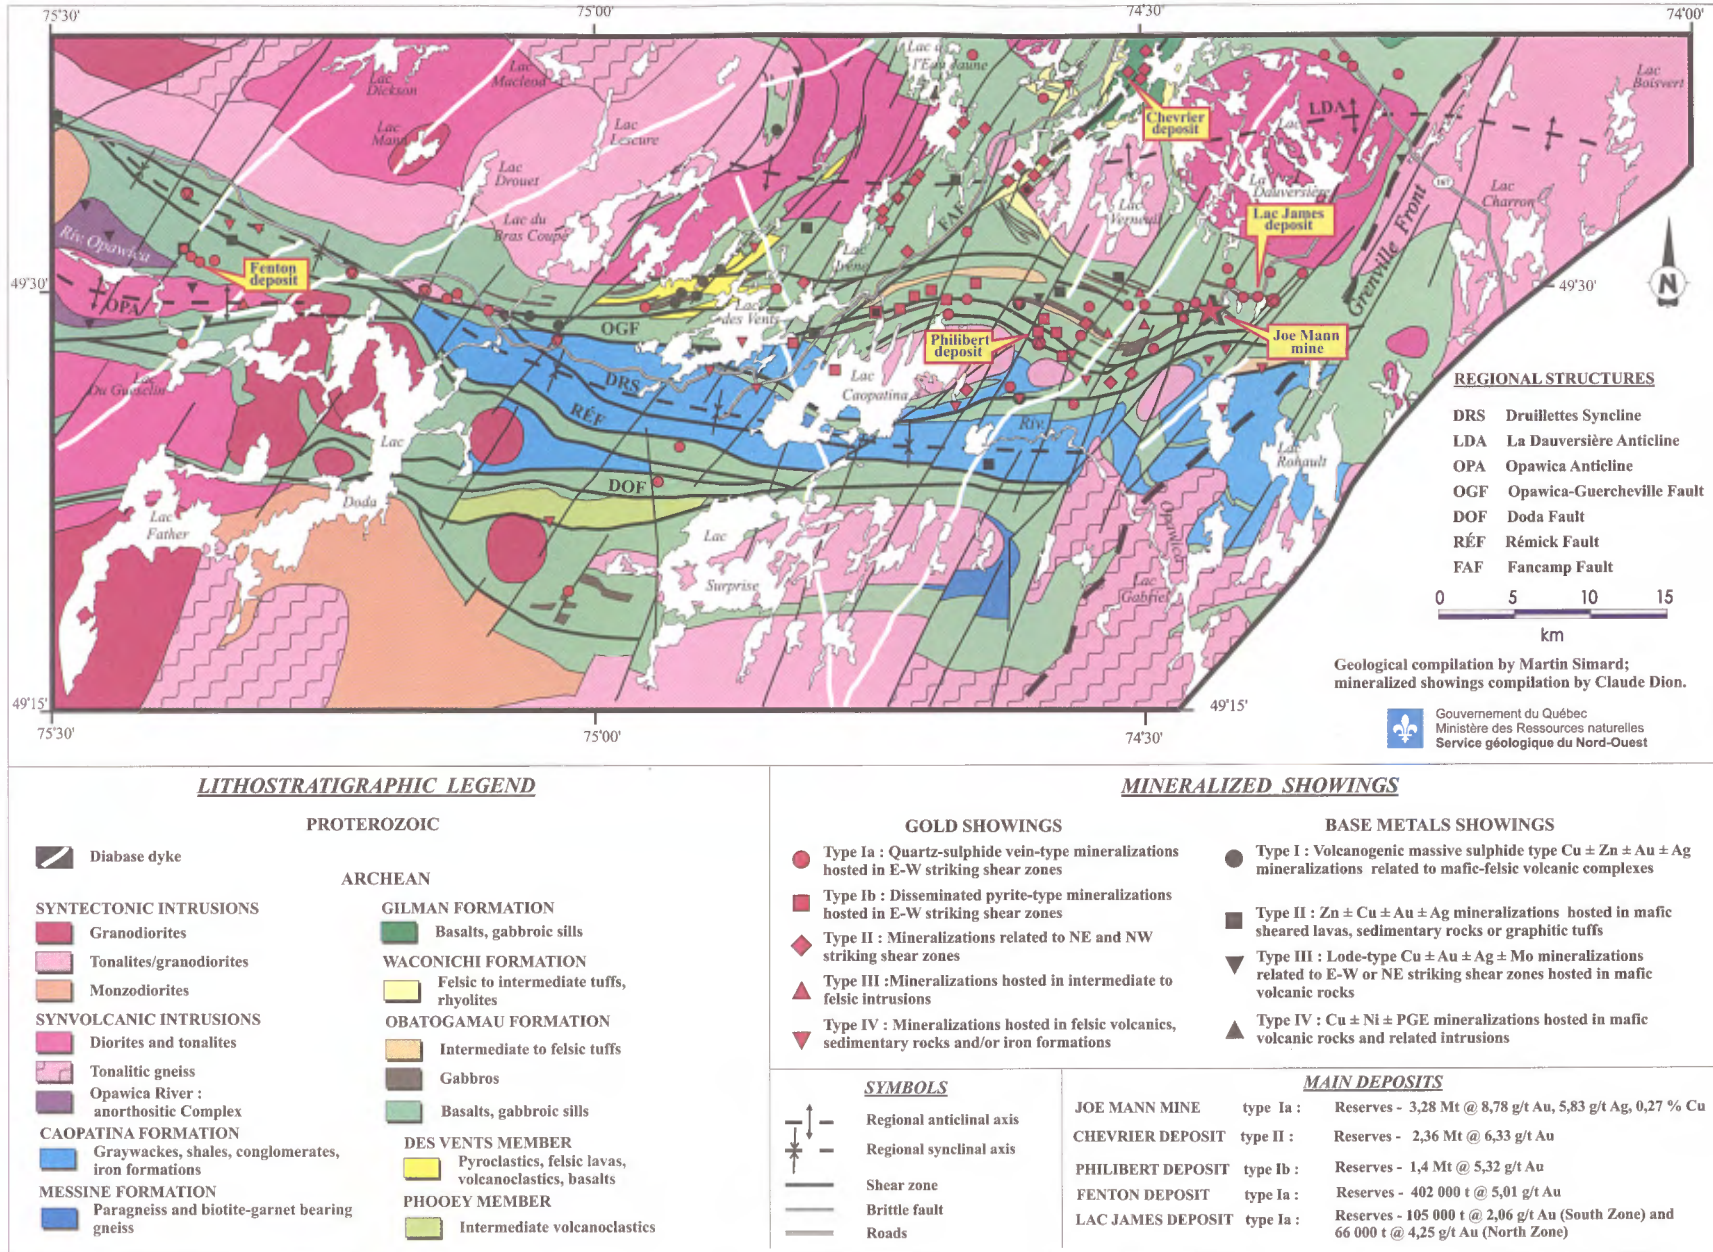 75°30'
75°00'
74°30'
74°00'
Lac Dickson
Lac Macleod
Lac à l'Eau Jaune
Lac Boisvert
Lac Mann
Lac Lescure
Chevrier deposit
LDA
Lac
Lac Drouet
La Dauversière
167
Lac Charron
Lac du Bras Coupé
FAF
Lac Verneuil
Lac James deposit
Riv. Opawica
Lac Irène
Grenville Front
Fenton deposit
49°30'
OPA
49°30'
N
OGF
Lac des Vents
Philibert deposit
Joe Mann mine
Lac Du Guesclin
DRS
Lac Caopatina
RÉF
Riv.
Opawica
Lac Rohault
Lac
Doda
DOF
Lac Father
Lac
Surprise
Lac Gabriel
49°15'
49°15'
75°30'
75°00'
74°30'
REGIONAL STRUCTURES
DRS Druillettes Syncline
LDA La Dauversière Anticline
OPA Opawica Anticline
OGF Opawica-Guercheville Fault
DOF Doda Fault
RÉF Rémick Fault
FAF Fancamp Fault
0 5 10 15
km
Geological compilation by Martin Simard;
mineralized showings compilation by Claude Dion.
Gouvernement du Québec
Ministère des Ressources naturelles
Service géologique du Nord-Ouest
LITHOSTRATIGRAPHIC LEGEND
PROTEROZOIC
Diabase dyke
ARCHEAN
SYNTECTONIC INTRUSIONS
Granodiorites
Tonalites/granodiorites
Monzodiorites
SYNVOLCANIC INTRUSIONS
Diorites and tonalites
Tonalitic gneiss
Opawica River :
anorthositic Complex
CAOPATINA FORMATION
Graywackes, shales, conglomerates,
iron formations
MESSINE FORMATION
Paragneiss and biotite-garnet bearing
gneiss
GILMAN FORMATION
Basalts, gabbroic sills
WACONICHI FORMATION
Felsic to intermediate tuffs,
rhyolites
OBATOGAMAU FORMATION
Intermediate to felsic tuffs
Gabbros
Basalts, gabbroic sills
DES VENTS MEMBER
Pyroclastics, felsic lavas,
volcanoclastics, basalts
PHOOEY MEMBER
Intermediate volcanoclastics
MINERALIZED SHOWINGS
GOLD SHOWINGS
Type Ia : Quartz-sulphide vein-type mineralizations
hosted in E-W striking shear zones
Type Ib : Disseminated pyrite-type mineralizations
hosted in E-W striking shear zones
Type II : Mineralizations related to NE and NW
striking shear zones
Type III :Mineralizations hosted in intermediate to
felsic intrusions
Type IV : Mineralizations hosted in felsic volcanics,
sedimentary rocks and/or iron formations
BASE METALS SHOWINGS
Type I : Volcanogenic massive sulphide type Cu ± Zn ± Au ± Ag
mineralizations related to mafic-felsic volcanic complexes
Type II : Zn ± Cu ± Au ± Ag mineralizations hosted in mafic
sheared lavas, sedimentary rocks or graphitic tuffs
Type III : Lode-type Cu ± Au ± Ag ± Mo mineralizations
related to E-W or NE striking shear zones hosted in mafic
volcanic rocks
Type IV : Cu ± Ni ± PGE mineralizations hosted in mafic
volcanic rocks and related intrusions
SYMBOLS
Regional anticlinal axis
Regional synclinal axis
Shear zone
Brittle fault
Roads
MAIN DEPOSITS
JOE MANN MINE type Ia : Reserves - 3,28 Mt @ 8,78 g/t Au, 5,83 g/t Ag, 0,27 % Cu
CHEVRIER DEPOSIT type II : Reserves - 2,36 Mt @ 6,33 g/t Au
PHILIBERT DEPOSIT type Ib : Reserves - 1,4 Mt @ 5,32 g/t Au
FENTON DEPOSIT type Ia : Reserves - 402 000 t @ 5,01 g/t Au
LAC JAMES DEPOSIT type Ia : Reserves - 105 000 t @ 2,06 g/t Au (South Zone) and
66 000 t @ 4,25 g/t Au (North Zone)